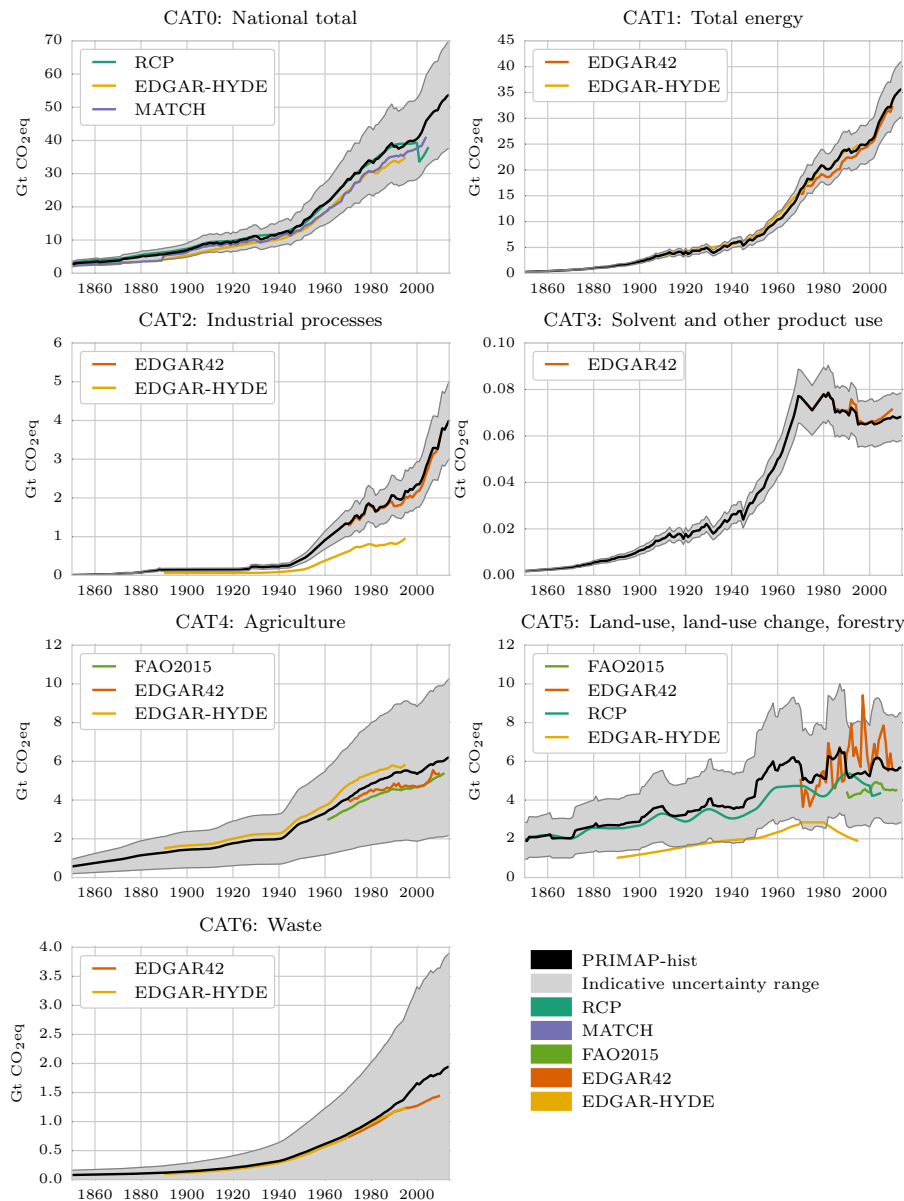 CAT0: National total
70
60
50
40
30
20
10
0
Gt CO₂eq
RCP
EDGAR-HYDE
MATCH
1860 1880 1900 1920 1940 1960 1980 2000
CAT1: Total energy
45
40
35
30
25
20
15
10
5
0
Gt CO₂eq
EDGAR42
EDGAR-HYDE
1860 1880 1900 1920 1940 1960 1980 2000
CAT2: Industrial processes
6
5
4
3
2
1
0
Gt CO₂eq
EDGAR42
EDGAR-HYDE
1860 1880 1900 1920 1940 1960 1980 2000
CAT3: Solvent and other product use
0.10
0.08
0.06
0.04
0.02
0.00
Gt CO₂eq
EDGAR42
1860 1880 1900 1920 1940 1960 1980 2000
CAT4: Agriculture
12
10
8
6
4
2
0
Gt CO₂eq
FAO2015
EDGAR42
EDGAR-HYDE
1860 1880 1900 1920 1940 1960 1980 2000
CAT5: Land-use, land-use change, forestry
12
10
8
6
4
2
0
Gt CO₂eq
FAO2015
EDGAR42
RCP
EDGAR-HYDE
1860 1880 1900 1920 1940 1960 1980 2000
CAT6: Waste
4.0
3.5
3.0
2.5
2.0
1.5
1.0
0.5
0.0
Gt CO₂eq
EDGAR42
EDGAR-HYDE
1860 1880 1900 1920 1940 1960 1980 2000
PRIMAP-hist
Indicative uncertainty range
RCP
MATCH
FAO2015
EDGAR42
EDGAR-HYDE